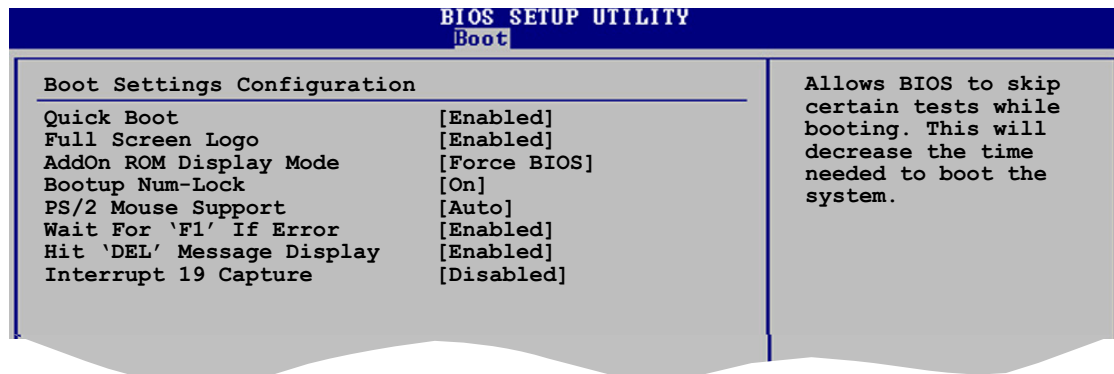 BIOS SETUP UTILITY
Boot
Boot Settings Configuration
Quick Boot [Enabled]
Full Screen Logo [Enabled]
AddOn ROM Display Mode [Force BIOS]
Bootup Num-Lock [On]
PS/2 Mouse Support [Auto]
Wait For ‘F1’ If Error [Enabled]
Hit ‘DEL’ Message Display [Enabled]
Interrupt 19 Capture [Disabled]
Allows BIOS to skip
certain tests while
booting. This will
decrease the time
needed to boot the
system.